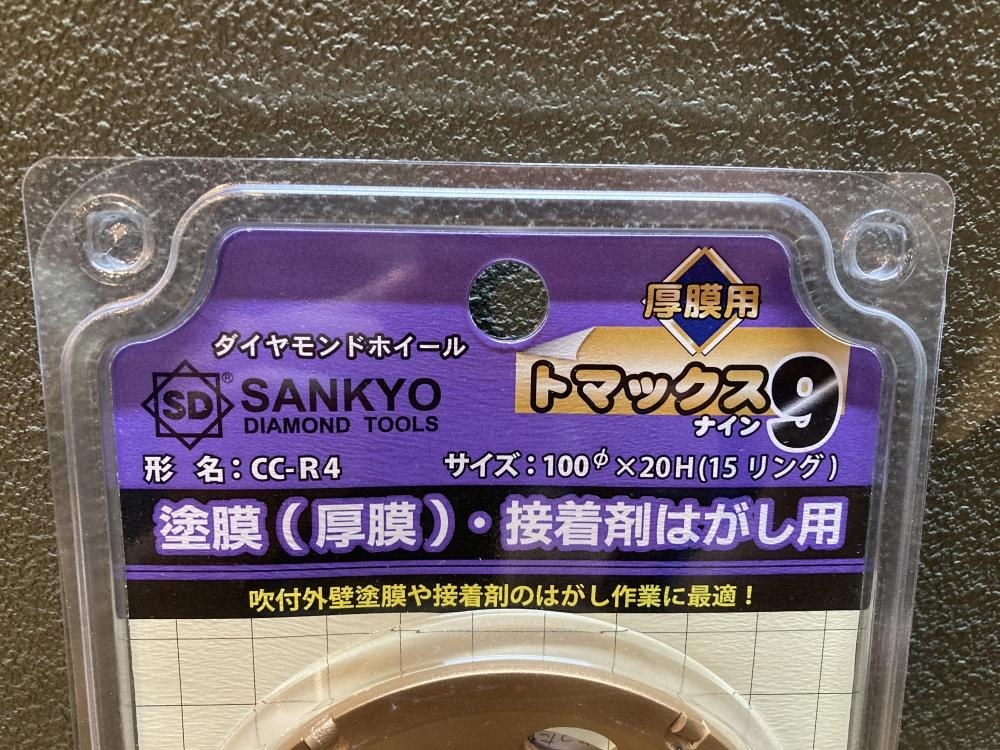 厚膜用
ダイヤモンドホイール
トマックス9
ナイン
SD® SANKYO
DIAMOND TOOLS
形 名：CC-R4
サイズ：100φ×20H(15リング)
塗膜(厚膜)・接着剤はがし用
吹付外壁塗膜や接着剤のはがし作業に最適！